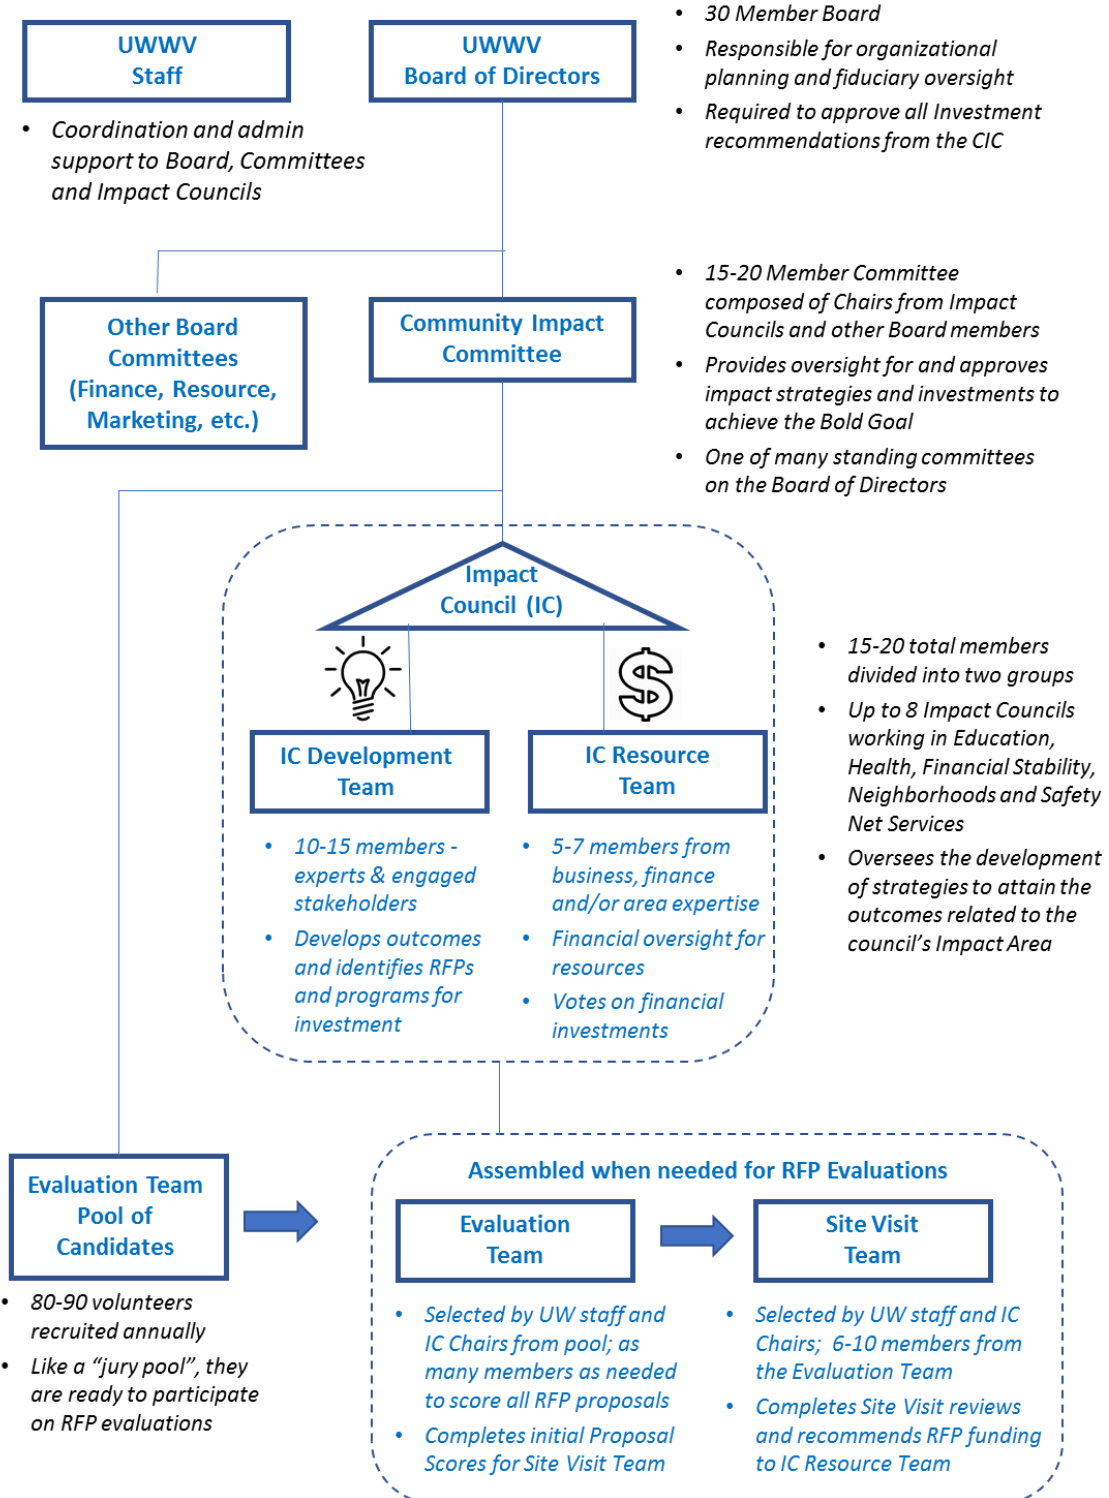 UWWV
Staff
• Coordination and admin
support to Board, Committees
and Impact Councils
UWWV
Board of Directors
• 30 Member Board
• Responsible for organizational
planning and fiduciary oversight
• Required to approve all Investment
recommendations from the CIC
Other Board
Committees
(Finance, Resource,
Marketing, etc.)
Community Impact
Committee
• 15-20 Member Committee
composed of Chairs from Impact
Councils and other Board members
• Provides oversight for and approves
impact strategies and investments to
achieve the Bold Goal
• One of many standing committees
on the Board of Directors
Impact
Council (IC)
$
IC Development
Team
• 10-15 members -
experts & engaged
stakeholders
• Develops outcomes
and identifies RFPs
and programs for
investment
IC Resource
Team
• 5-7 members from
business, finance
and/or area expertise
• Financial oversight for
resources
• Votes on financial
investments
• 15-20 total members
divided into two groups
• Up to 8 Impact Councils
working in Education,
Health, Financial Stability,
Neighborhoods and Safety
Net Services
• Oversees the development
of strategies to attain the
outcomes related to the
council’s Impact Area
Evaluation Team
Pool of
Candidates
• 80-90 volunteers
recruited annually
• Like a “jury pool”, they
are ready to participate
on RFP evaluations
Assembled when needed for RFP Evaluations
Evaluation
Team
• Selected by UW staff and
IC Chairs from pool; as
many members as needed
to score all RFP proposals
• Completes initial Proposal
Scores for Site Visit Team
Site Visit
Team
• Selected by UW staff and IC
Chairs; 6-10 members from
the Evaluation Team
• Completes Site Visit reviews
and recommends RFP funding
to IC Resource Team